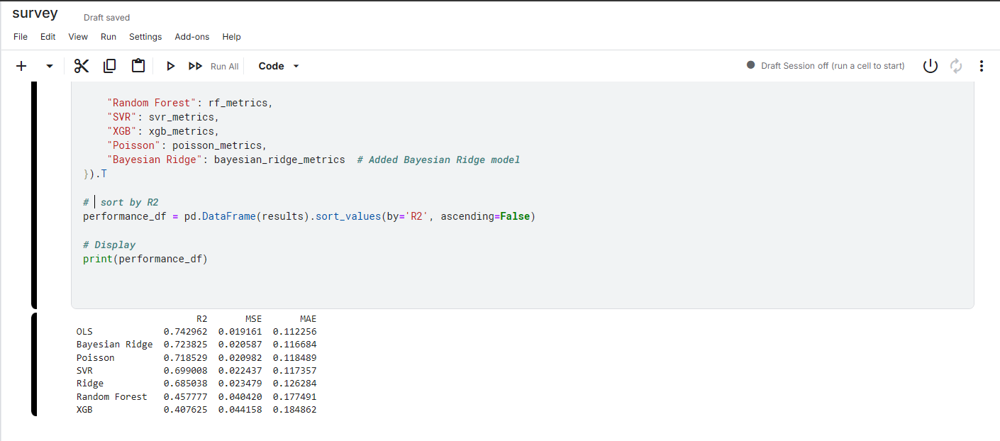 survey Draft saved
File Edit View Run Settings Add-ons Help
Run All Code Draft Session off (run a cell to start)
"Random Forest": rf_metrics,
"SVR": svr_metrics,
"XGB": xgb_metrics,
"Poisson": poisson_metrics,
"Bayesian Ridge": bayesian_ridge_metrics  # Added Bayesian Ridge model
}).T
# sort by R2
performance_df = pd.DataFrame(results).sort_values(by='R2', ascending=False)
# Display
print(performance_df)
R2 MSE MAE
OLS 0.742962 0.019161 0.112256
Bayesian Ridge 0.723825 0.020587 0.116684
Poisson 0.718529 0.020982 0.118489
SVR 0.699008 0.022437 0.117357
Ridge 0.685038 0.023479 0.126284
Random Forest 0.457777 0.040420 0.177491
XGB 0.407625 0.044158 0.184862